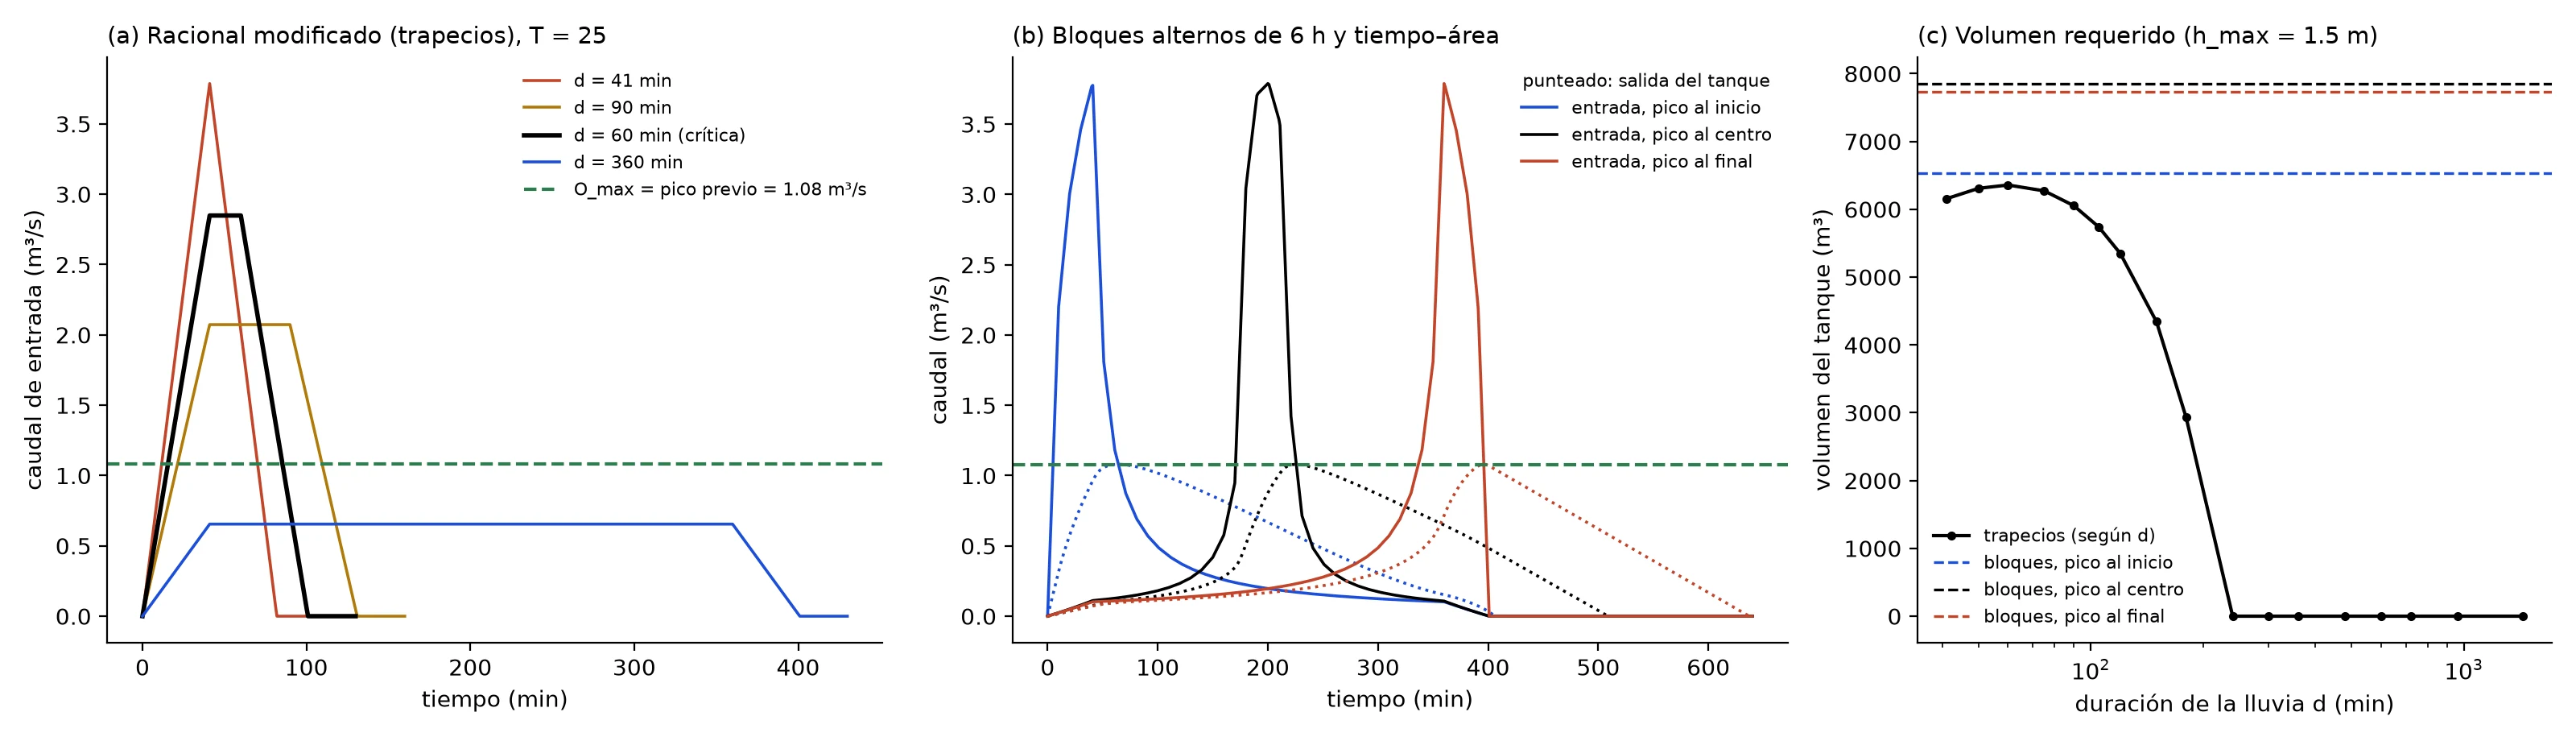 (a) Racional modificado (trapecios), T = 25
caudal de entrada (m³/s)
3.5
3.0
2.5
2.0
1.5
1.0
0.5
0.0
d = 41 min
d = 90 min
d = 60 min (crítica)
d = 360 min
O_max = pico previo = 1.08 m³/s
0 100 200 300 400
tiempo (min)
(b) Bloques alternos de 6 h y tiempo–área
caudal (m³/s)
3.5
3.0
2.5
2.0
1.5
1.0
0.5
0.0
punteado: salida del tanque
entrada, pico al inicio
entrada, pico al centro
entrada, pico al final
0 100 200 300 400 500 600
tiempo (min)
(c) Volumen requerido (h_max = 1.5 m)
volumen del tanque (m³)
8000
7000
6000
5000
4000
3000
2000
1000
0
trapecios (según d)
bloques, pico al inicio
bloques, pico al centro
bloques, pico al final
10² 10³
duración de la lluvia d (min)